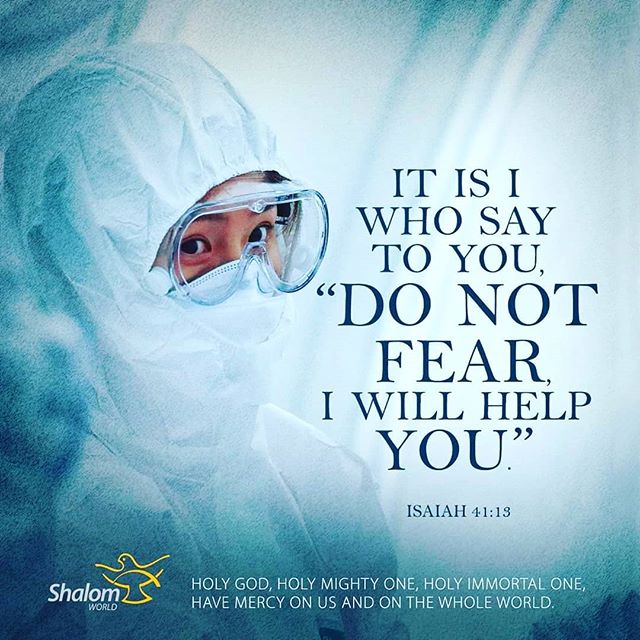 IT IS I
WHO SAY
TO YOU,
“DO NOT
FEAR,
I WILL HELP
YOU.”
ISAIAH 41:13
Shalom
WORLD
HOLY GOD, HOLY MIGHTY ONE, HOLY IMMORTAL ONE,
HAVE MERCY ON US AND ON THE WHOLE WORLD.